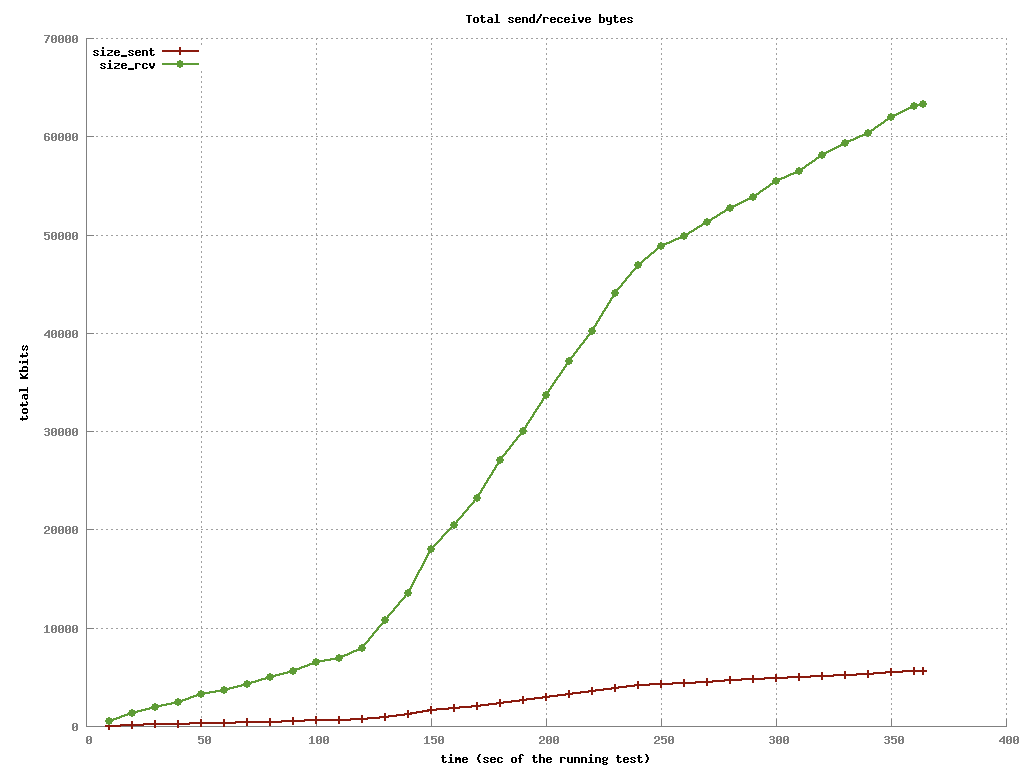 Total send/receive bytes
70000
size_sent
size_rcv
60000
50000
40000
total Kbits
30000
20000
10000
0
0 50 100 150 200 250 300 350 400
time (sec of the running test)